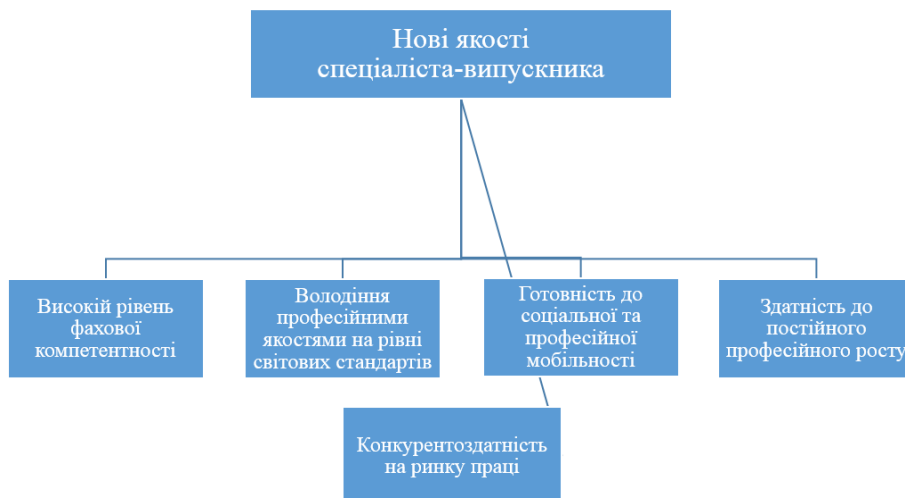 Нові якості
спеціаліста-випускника
Високій рівень
фахової
компетентності
Володіння
професійними
якостями на рівні
світових стандартів
Готовність до
соціальної та
професійної
мобільності
Здатність до
постійного
професійного росту
Конкурентоздатність
на ринку праці